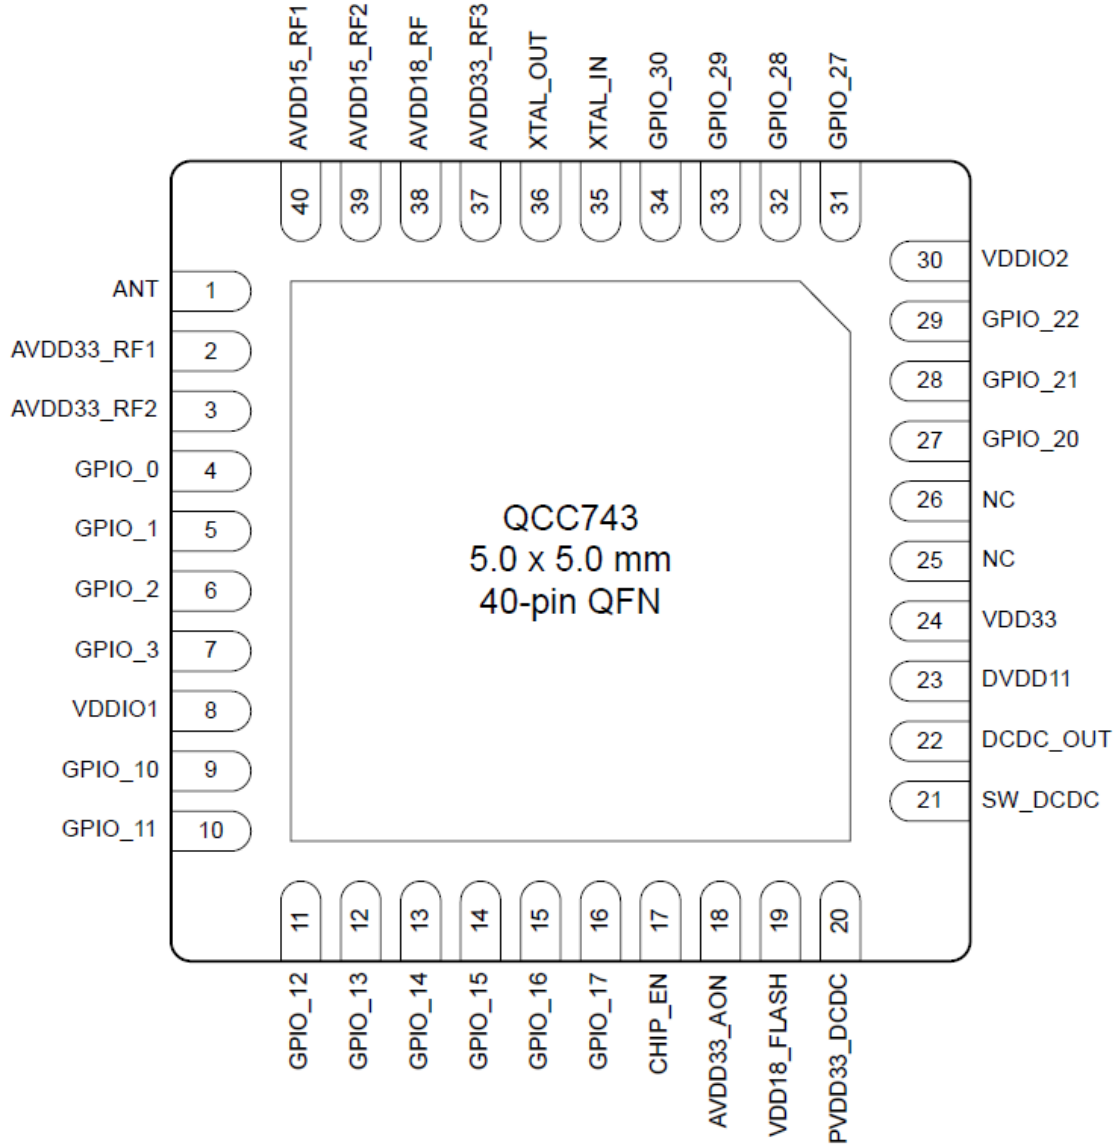 AVDD15_RF1
AVDD15_RF2
AVDD18_RF
AVDD33_RF3
XTAL_OUT
XTAL_IN
GPIO_30
GPIO_29
GPIO_28
GPIO_27
40
39
38
37
36
35
34
33
32
31
ANT 1
AVDD33_RF1 2
AVDD33_RF2 3
GPIO_0 4
GPIO_1 5
GPIO_2 6
GPIO_3 7
VDDIO1 8
GPIO_10 9
GPIO_11 10
QCC743
5.0 x 5.0 mm
40-pin QFN
30 VDDIO2
29 GPIO_22
28 GPIO_21
27 GPIO_20
26 NC
25 NC
24 VDD33
23 DVDD11
22 DCDC_OUT
21 SW_DCDC
11
12
13
14
15
16
17
18
19
20
GPIO_12
GPIO_13
GPIO_14
GPIO_15
GPIO_16
GPIO_17
CHIP_EN
AVDD33_AON
VDD18_FLASH
PVDD33_DCDC